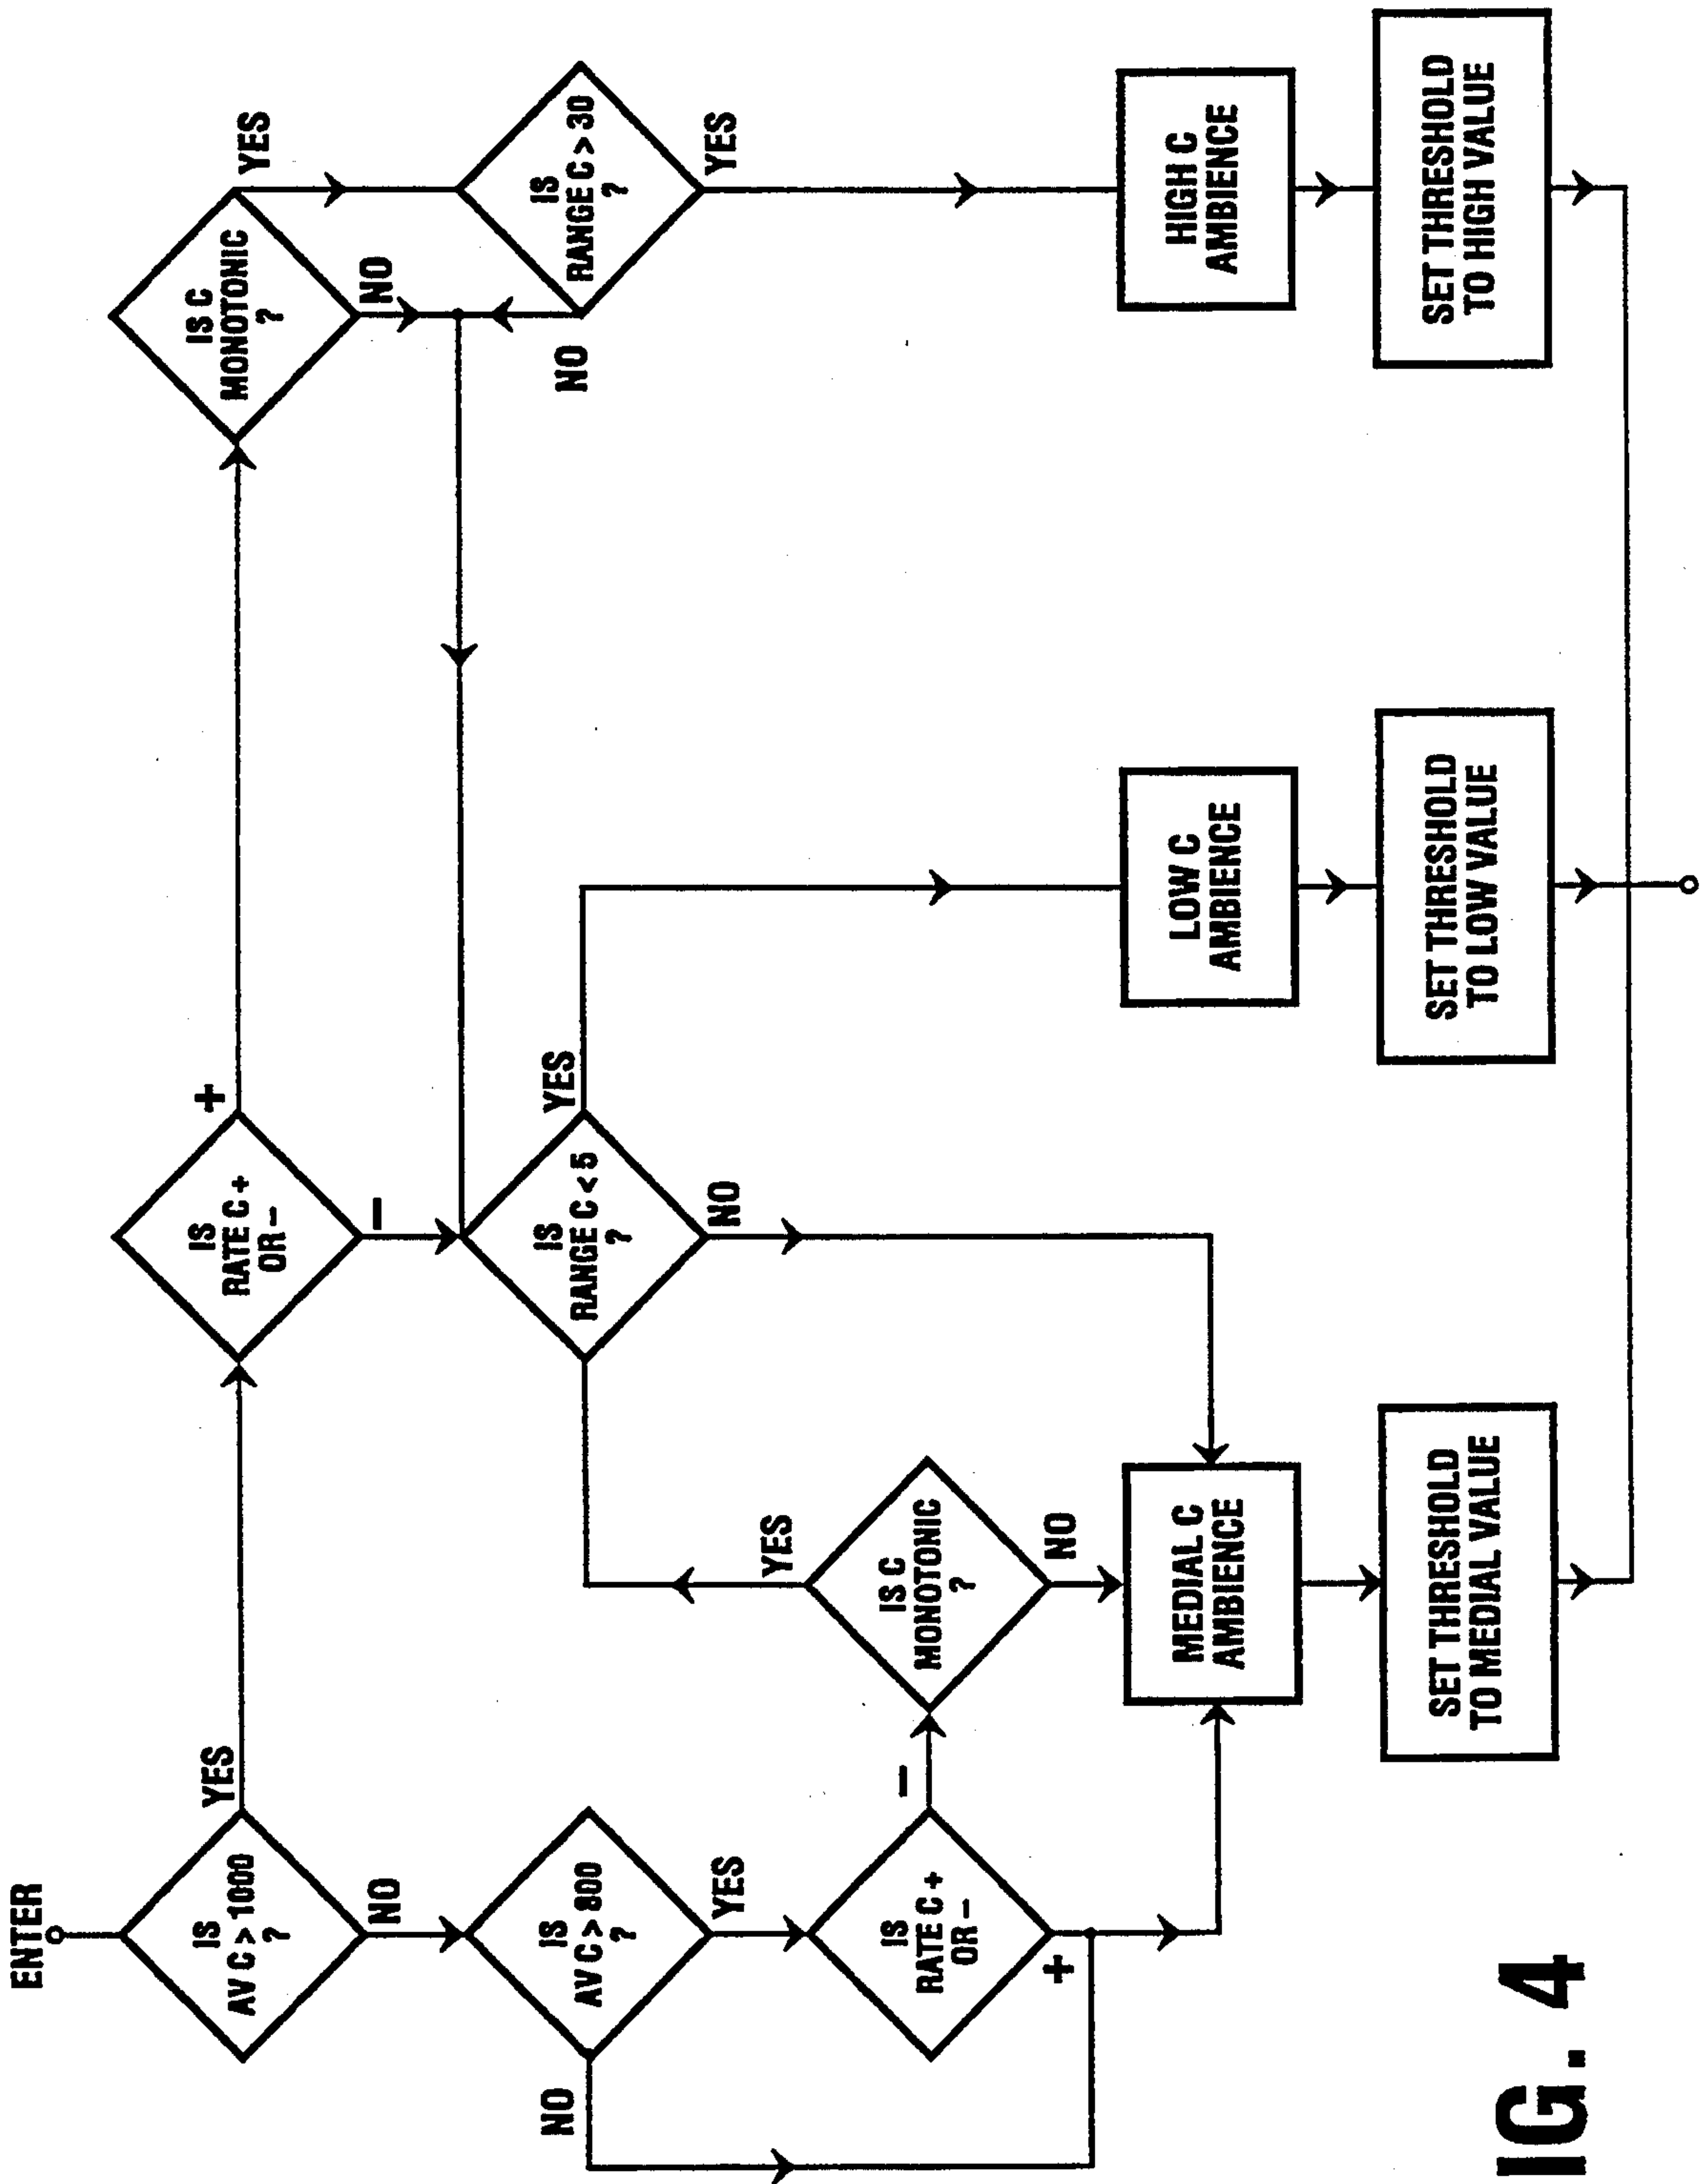 ENTER
IS
AV C > 1000
?
YES
NO
IS
RATE C +
OR -
+
-
IS C
MONOTONIC
?
YES
NO
IS
AV C > 800
?
NO
YES
IS
RANGE C < 5
?
YES
NO
IS
RANGE C > 30
?
NO
YES
IS
RATE C +
OR -
-
+
IS C
MONOTONIC
?
YES
NO
MEDIAL C
AMBIENCE
LOW C
AMBIENCE
HIGH C
AMBIENCE
SET THRESHOLD
TO MEDIAL VALUE
SET THRESHOLD
TO LOW VALUE
SET THRESHOLD
TO HIGH VALUE
IG. 4